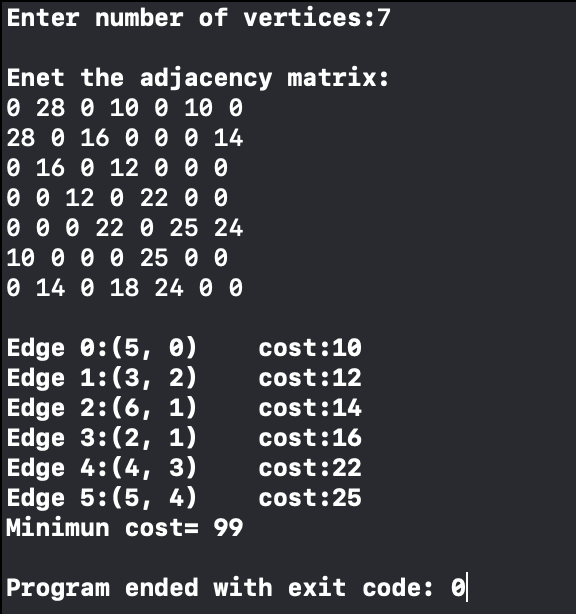 Enter number of vertices:7
Enet the adjacency matrix:
0 28 0 10 0 10 0
28 0 16 0 0 0 14
0 16 0 12 0 0 0
0 0 12 0 22 0 0
0 0 0 22 0 25 24
10 0 0 0 25 0 0
0 14 0 18 24 0 0
Edge 0:(5, 0)    cost:10
Edge 1:(3, 2)    cost:12
Edge 2:(6, 1)    cost:14
Edge 3:(2, 1)    cost:16
Edge 4:(4, 3)    cost:22
Edge 5:(5, 4)    cost:25
Minimun cost= 99
Program ended with exit code: 0